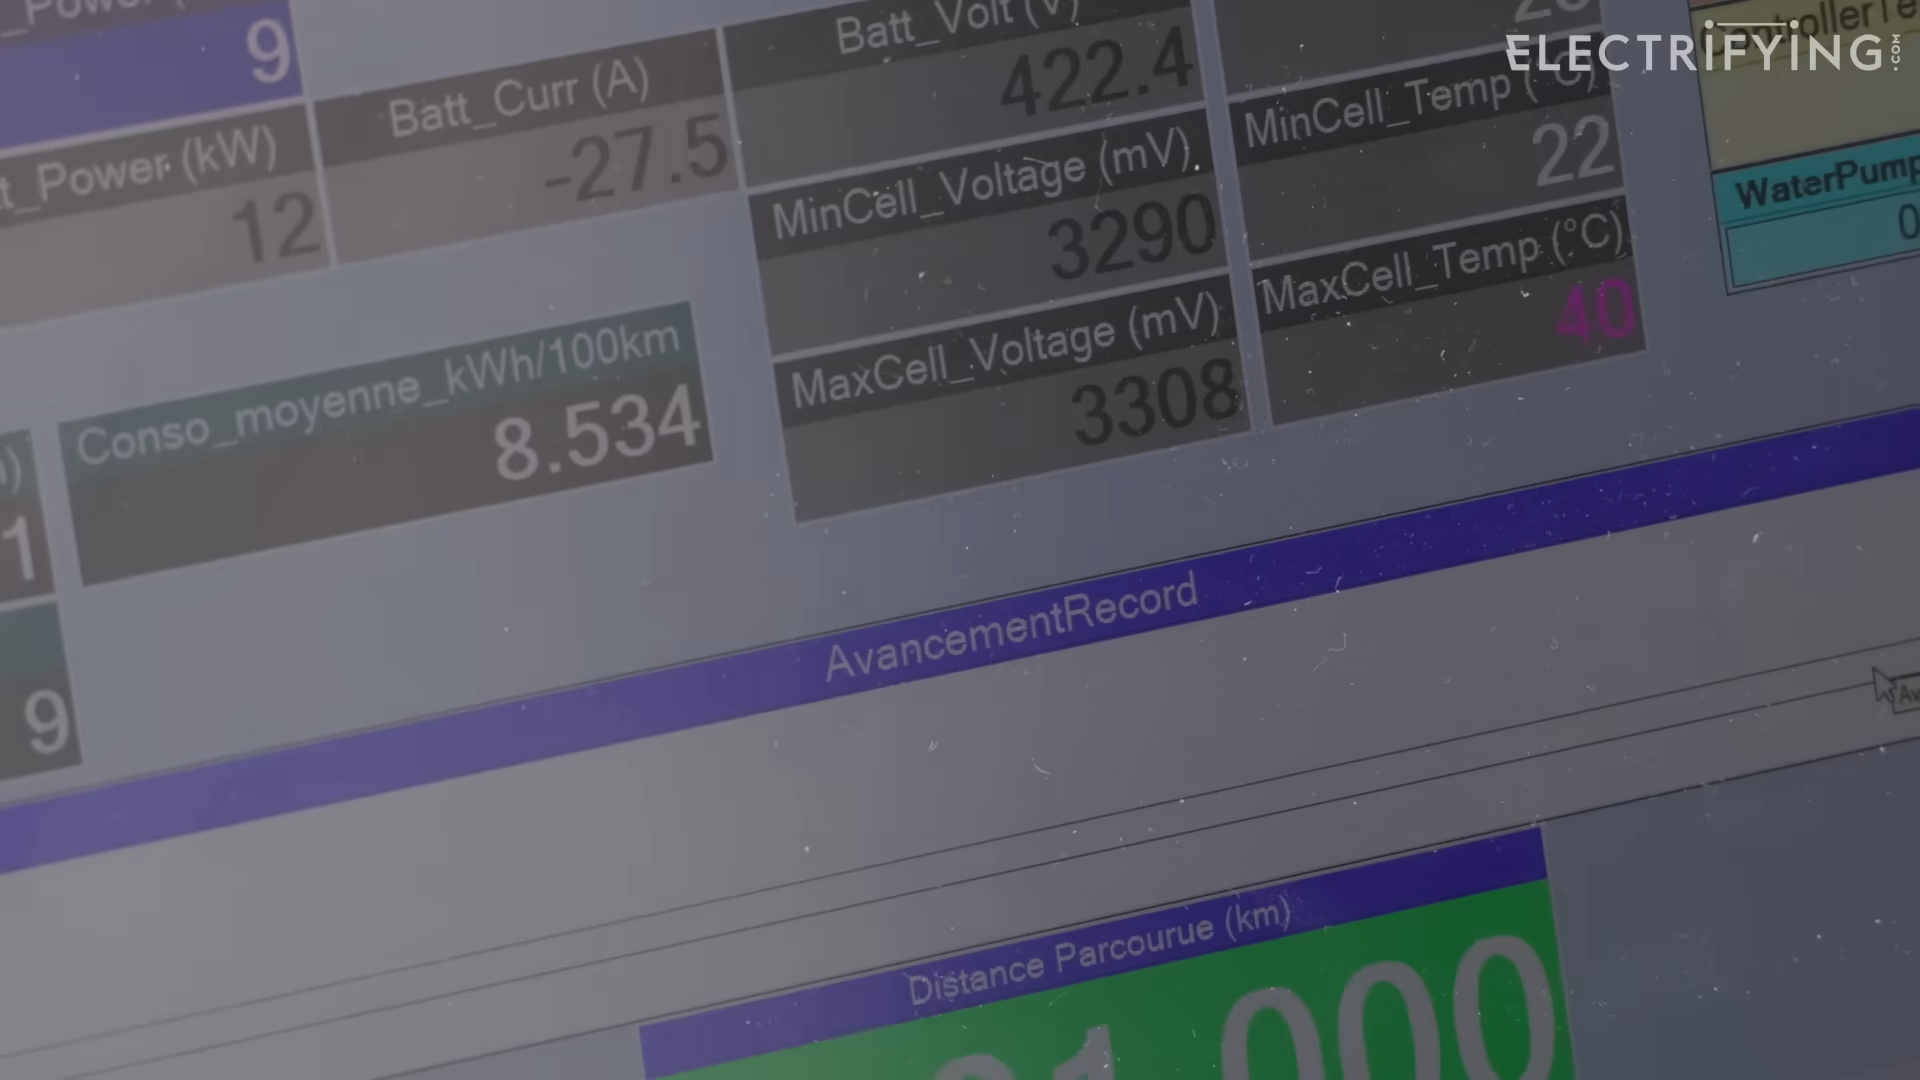 9
Power (kW)
12
Batt_Curr (A)
-27.5
Batt_Volt (V)
422.4
MinCell_Voltage (mV)
3290
MaxCell_Voltage (mV)
3308
MinCell_Temp (°C)
22
MaxCell_Temp (°C)
40
WaterPump
0
ELECTRIFYING.COM
Conso_moyenne_kWh/100km
8.534
1
9
AvancementRecord
Distance Parcourue (km)